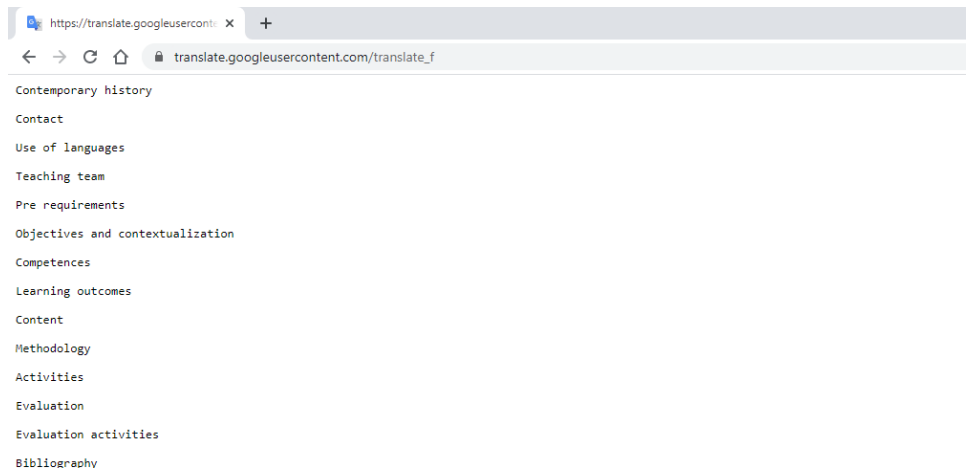 https://translate.googleuserconte
translate.googleusercontent.com/translate_f
Contemporary history
Contact
Use of languages
Teaching team
Pre requirements
Objectives and contextualization
Competences
Learning outcomes
Content
Methodology
Activities
Evaluation
Evaluation activities
Bibliography